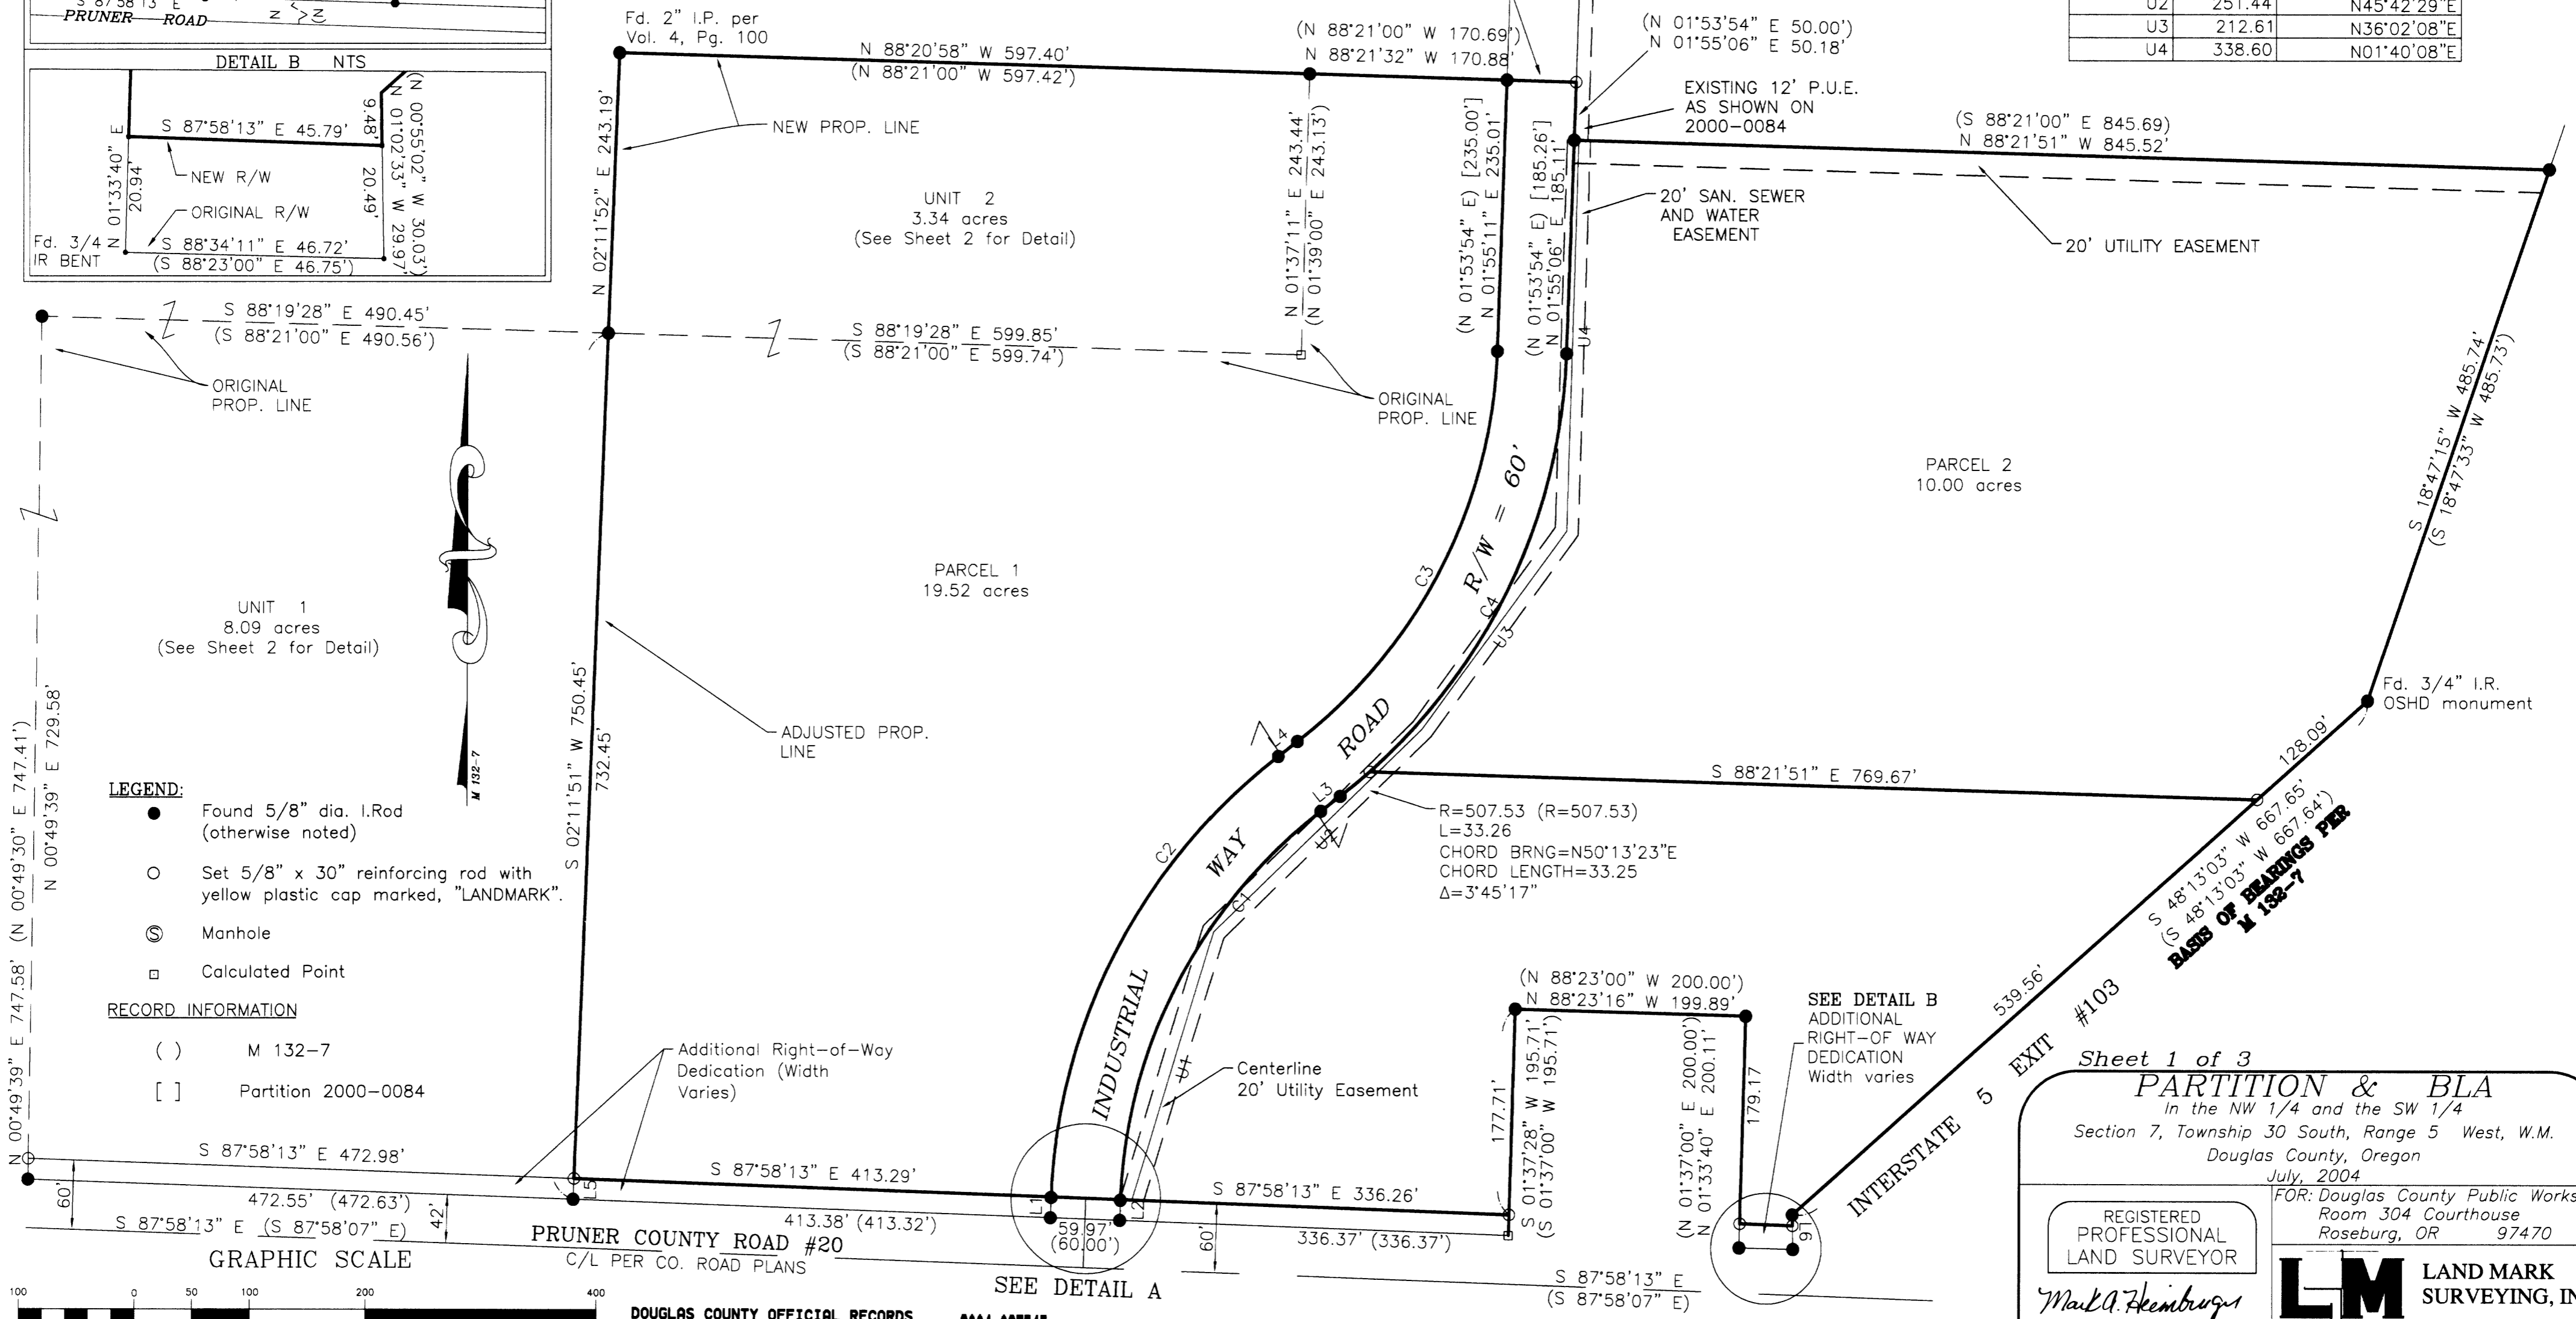 S 87°58'13" E
PRUNER ROAD
DETAIL B NTS
S 87°58'13" E 45.79'
NEW R/W
ORIGINAL R/W
S 88°34'11" E 46.72'
(S 88°23'00" E 46.75')
Fd. 3/4
IR BENT
N 01°33'40" E
20.94'
9.48'
20.49'
N 01°02'33" W 29.97'
(N 00°55'02" W 30.03')
Fd. 2" I.P. per
Vol. 4, Pg. 100
N 88°20'58" W 597.40'
(N 88°21'00" W 597.42')
(N 88°21'00" W 170.69')
N 88°21'32" W 170.88'
(N 01°53'54" E 50.00')
N 01°55'06" E 50.18'
U2 251.44 N45°42'29"E
U3 212.61 N36°02'08"E
U4 338.60 N01°40'08"E
EXISTING 12' P.U.E.
AS SHOWN ON
2000-0084
(S 88°21'00" E 845.69)
N 88°21'51" W 845.52'
NEW PROP. LINE
N 02°11'52" E 243.19'
UNIT 2
3.34 acres
(See Sheet 2 for Detail)
N 01°37'11" E 243.44'
(N 01°39'00" E 243.13')
(N 01°53'54" E) [235.00']
N 01°55'11" E 235.01'
(N 01°53'54" E) [185.26']
N 01°55'06" E 185.11'
U4
20' SAN. SEWER
AND WATER
EASEMENT
20' UTILITY EASEMENT
S 88°19'28" E 490.45'
(S 88°21'00" E 490.56')
S 88°19'28" E 599.85'
(S 88°21'00" E 599.74')
ORIGINAL
PROP. LINE
ORIGINAL
PROP. LINE
S 18°47'15" W 485.74'
(S 18°47'33" W 485.73')
PARCEL 2
10.00 acres
PARCEL 1
19.52 acres
UNIT 1
8.09 acres
(See Sheet 2 for Detail)
M 132-7
R/W = 60'
C3
C4
U3
Fd. 3/4" I.R.
OSHD monument
128.09'
S 02°11'51" W 750.45'
732.45'
ADJUSTED PROP.
LINE
L4
L3
U2
ROAD
WAY
INDUSTRIAL
C2
C1
U1
S 88°21'51" E 769.67'
R=507.53 (R=507.53)
L=33.26
CHORD BRNG=N50°13'23"E
CHORD LENGTH=33.25
Δ=3°45'17"
S 48°13'03" W 667.65'
(S 48°13'03" W 667.64')
BASIS OF BEARINGS PER
M 132-7
539.56'
INTERSTATE 5 EXIT #103
N 00°49'39" E 747.58' (N 00°49'30" E 747.41')
N 00°49'39" E 729.58'
LEGEND:
Found 5/8" dia. I.Rod
(otherwise noted)
Set 5/8" x 30" reinforcing rod with
yellow plastic cap marked, "LANDMARK".
S Manhole
Calculated Point
RECORD INFORMATION
( ) M 132-7
[ ] Partition 2000-0084
Additional Right-of-Way
Dedication (Width
Varies)
Centerline
20' Utility Easement
(N 88°23'00" W 200.00')
N 88°23'16" W 199.89'
177.71'
S 01°37'28" W 195.71'
(S 01°37'00" W 195.71')
(N 01°37'00" E 200.00')
N 01°33'40" E 200.11'
179.17
SEE DETAIL B
ADDITIONAL
RIGHT-OF WAY
DEDICATION
Width varies
L6
S 87°58'13" E 472.98'
472.55' (472.63')
S 87°58'13" E (S 87°58'07" E)
60'
42'
L5
S 87°58'13" E 413.29'
413.38' (413.32')
L1
L2
59.97'
(60.00')
60'
S 87°58'13" E 336.26'
336.37' (336.37')
PRUNER COUNTY ROAD #20
C/L PER CO. ROAD PLANS
SEE DETAIL A
S 87°58'13" E
(S 87°58'07" E)
GRAPHIC SCALE
100 0 50 100 200 400
DOUGLAS COUNTY OFFICIAL RECORDS
Sheet 1 of 3
PARTITION & BLA
In the NW 1/4 and the SW 1/4
Section 7, Township 30 South, Range 5 West, W.M.
Douglas County, Oregon
July, 2004
REGISTERED
PROFESSIONAL
LAND SURVEYOR
Mark A. Heimburger
FOR: Douglas County Public Works
Room 304 Courthouse
Roseburg, OR 97470
LM
LAND MARK
SURVEYING, IN